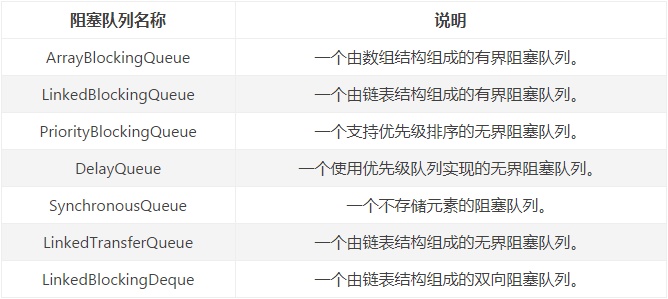 阻塞队列名称 说明
ArrayBlockingQueue 一个由数组结构组成的有界阻塞队列。
LinkedBlockingQueue 一个由链表结构组成的有界阻塞队列。
PriorityBlockingQueue 一个支持优先级排序的无界阻塞队列。
DelayQueue 一个使用优先级队列实现的无界阻塞队列。
SynchronousQueue 一个不存储元素的阻塞队列。
LinkedTransferQueue 一个由链表结构组成的无界阻塞队列。
LinkedBlockingDeque 一个由链表结构组成的双向阻塞队列。